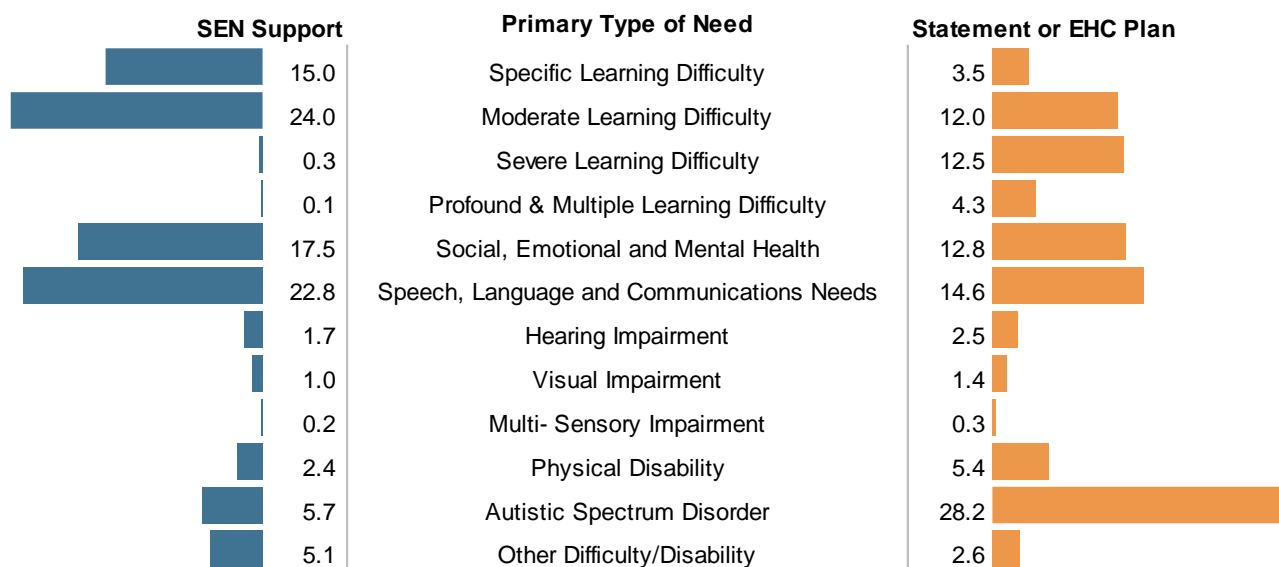 SEN Support Primary Type of Need Statement or EHC Plan
15.0 Specific Learning Difficulty 3.5
24.0 Moderate Learning Difficulty 12.0
0.3 Severe Learning Difficulty 12.5
0.1 Profound & Multiple Learning Difficulty 4.3
17.5 Social, Emotional and Mental Health 12.8
22.8 Speech, Language and Communications Needs 14.6
1.7 Hearing Impairment 2.5
1.0 Visual Impairment 1.4
0.2 Multi- Sensory Impairment 0.3
2.4 Physical Disability 5.4
5.7 Autistic Spectrum Disorder 28.2
5.1 Other Difficulty/Disability 2.6